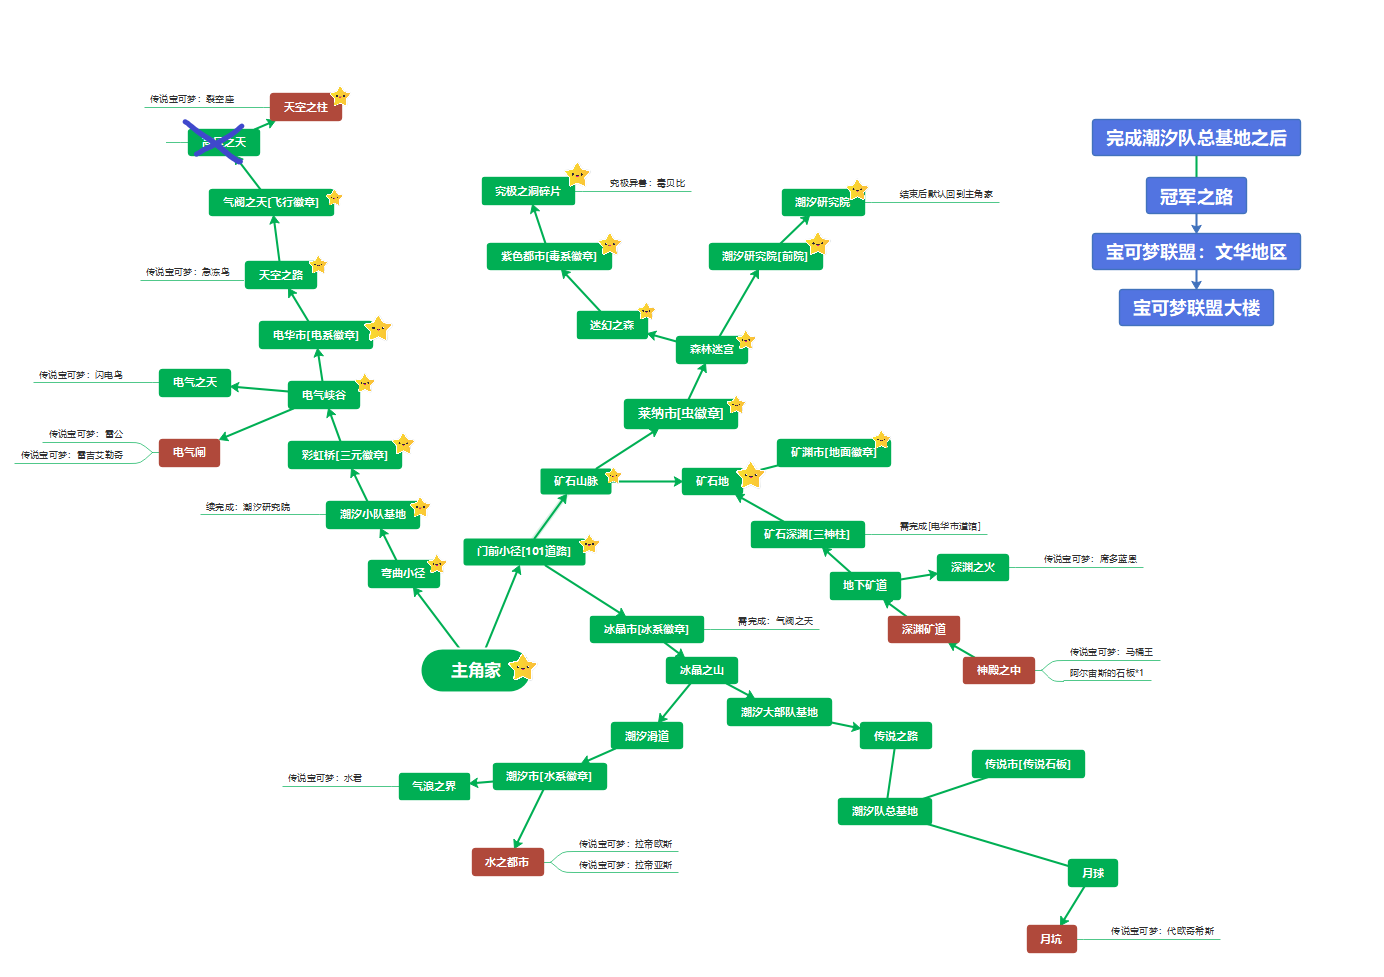 传说宝可梦：裂空座
天空之柱
之天
气阀之天[飞行徽章]
传说宝可梦：急冻鸟
天空之路
电华市[电系徽章]
传说宝可梦：闪电鸟
电气之天
电气峡谷
传说宝可梦：雷公
传说宝可梦：雷吉艾勒奇
电气闸
彩虹桥[三元徽章]
续完成：潮汐研究院
潮汐小队基地
弯曲小径
主角家
究极之洞碎片
究极异兽：毒贝比
紫色都市[毒系徽章]
迷幻之森
潮汐研究院
结束后默认回到主角家
潮汐研究院[前院]
森林迷宫
莱纳市[虫徽章]
矿石山脉
矿石地
矿渊市[地面徽章]
门前小径[101道路]
矿石深渊[三神柱]
需完成[电华市道馆]
地下矿道
深渊之火
传说宝可梦：席多蓝恩
深渊矿道
神殿之中
传说宝可梦：马桶王
阿尔宙斯的石板*1
冰晶市[冰系徽章]
需完成：气阀之天
冰晶之山
潮汐大部队基地
传说之路
传说市[传说石板]
潮汐队总基地
月球
月坑
传说宝可梦：代欧奇希斯
潮汐涓道
潮汐市[水系徽章]
气浪之界
传说宝可梦：水君
水之都市
传说宝可梦：拉帝欧斯
传说宝可梦：拉帝亚斯
完成潮汐队总基地之后
冠军之路
宝可梦联盟：文华地区
宝可梦联盟大楼